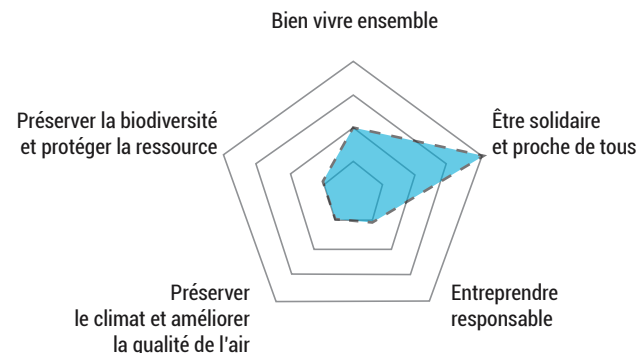 Bien vivre ensemble
Être solidaire
et proche de tous
Préserver la biodiversité
et protéger la ressource
Entreprendre
responsable
Préserver
le climat et améliorer
la qualité de l'air